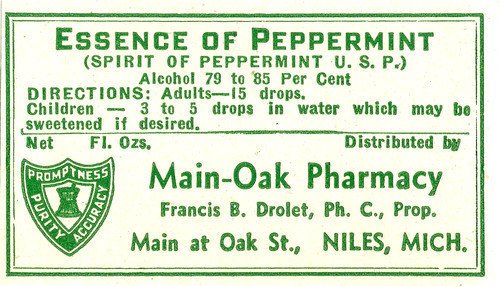 ESSENCE OF PEPPERMINT
(SPIRIT OF PEPPERMINT U. S. P.)
Alcohol 79 to 85 Per Cent
DIRECTIONS: Adults—15 drops.
Children — 3 to 5 drops in water which may be
sweetened if desired.
Net Fl. Ozs. Distributed by
PROMPTNESS
PURITY
ACCURACY
Main-Oak Pharmacy
Francis B. Drolet, Ph. C., Prop.
Main at Oak St., NILES, MICH.